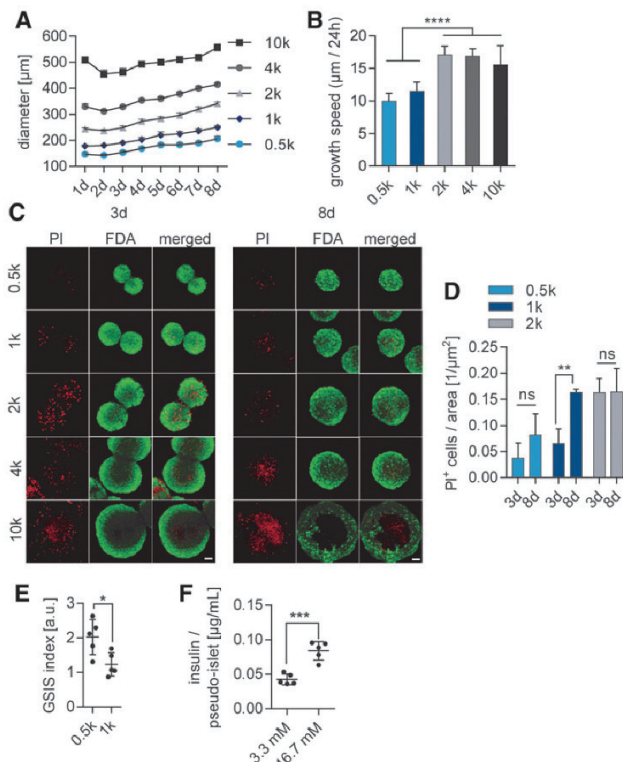 A
diameter [µm]
600
500
400
300
200
100
1d
2d
3d
4d
5d
6d
7d
8d
10k
4k
2k
1k
0.5k
B
growth speed (µm / 24h)
20
15
10
5
0
****
0.5k
1k
2k
4k
10k
C
3d
8d
PI FDA merged
PI FDA merged
0.5k
1k
2k
4k
10k
D
0.5k
1k
2k
PI+ cells / area [1/µm²]
0.25
0.20
0.15
0.10
0.05
0.00
ns
**
ns
3d
8d
3d
8d
3d
8d
E
GSIS index [a.u.]
3
2
1
0
*
0.5k
1k
F
insulin /
pseudo-islet [µg/mL]
0.15
0.10
0.05
0.00
***
3.3 mM
16.7 mM